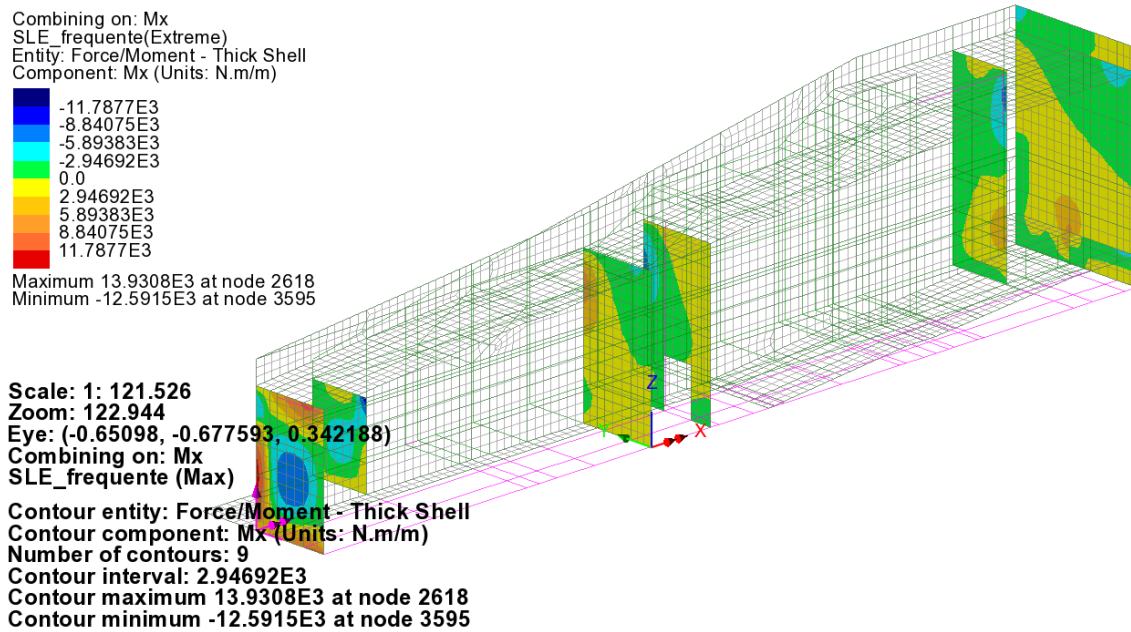 Combining on: Mx
SLE_frequente(Extreme)
Entity: Force/Moment - Thick Shell
Component: Mx (Units: N.m/m)
-11.7877E3
-8.84075E3
-5.89383E3
-2.94692E3
0.0
2.94692E3
5.89383E3
8.84075E3
11.7877E3
Maximum 13.9308E3 at node 2618
Minimum -12.5915E3 at node 3595
Z
X
Scale: 1: 121.526
Zoom: 122.944
Eye: (-0.65098, -0.677593, 0.342188)
Combining on: Mx
SLE_frequente (Max)
Contour entity: Force/Moment - Thick Shell
Contour component: Mx (Units: N.m/m)
Number of contours: 9
Contour interval: 2.94692E3
Contour maximum 13.9308E3 at node 2618
Contour minimum -12.5915E3 at node 3595